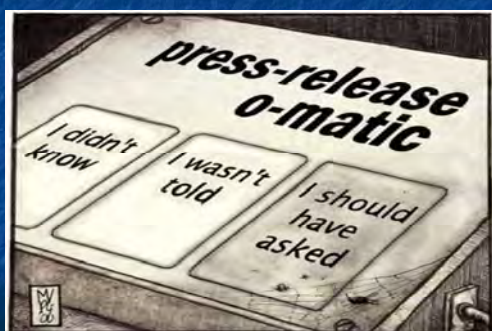 press-release
o-matic
I didn't
know
I wasn't
told
I should
have
asked